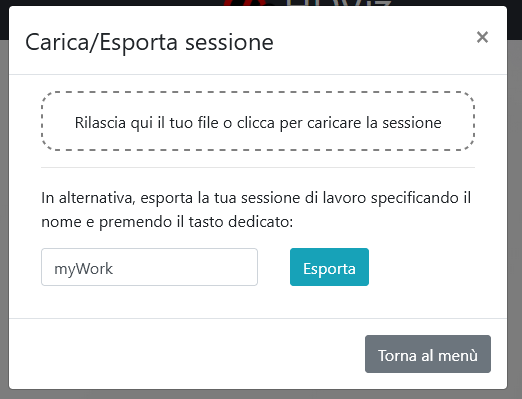 HDViz
Carica/Esporta sessione
×
Rilascia qui il tuo file o clicca per caricare la sessione
In alternativa, esporta la tua sessione di lavoro specificando il
nome e premendo il tasto dedicato:
myWork
Esporta
Torna al menù